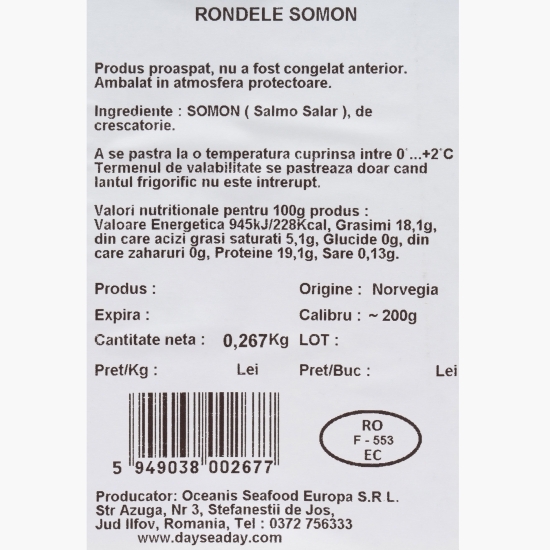 RONDELE SOMON
Produs proaspat, nu a fost congelat anterior.
Ambalat in atmosfera protectoare.
Ingrediente : SOMON ( Salmo Salar ), de
crescatorie.
A se pastra la o temperatura cuprinsa intre 0°...+2°C
Termenul de valabilitate se pastreaza doar cand
lantul frigorific nu este intrerupt.
Valori nutritionale pentru 100g produs :
Valoare Energetica 945kJ/228Kcal, Grasimi 18,1g,
din care acizi grasi saturati 5,1g, Glucide 0g, din
care zaharuri 0g, Proteine 19,1g, Sare 0,13g.
Produs : Origine : Norvegia
Expira : Calibru : ~ 200g
Cantitate neta : 0,267Kg LOT :
Pret/Kg : Lei Pret/Buc : Lei
RO
F - 553
EC
5 949038 002677
Producator: Oceanis Seafood Europa S.R L.
Str Azuga, Nr 3, Stefanestii de Jos,
Jud Ilfov, Romania, Tel : 0372 756333
www.dayseaday.com